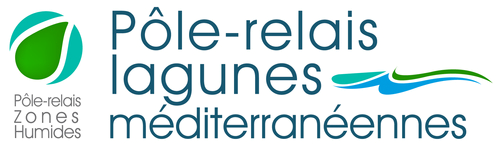 Pôle-relais
Zones
Humides
Pôle-relais
lagunes
méditerranéennes